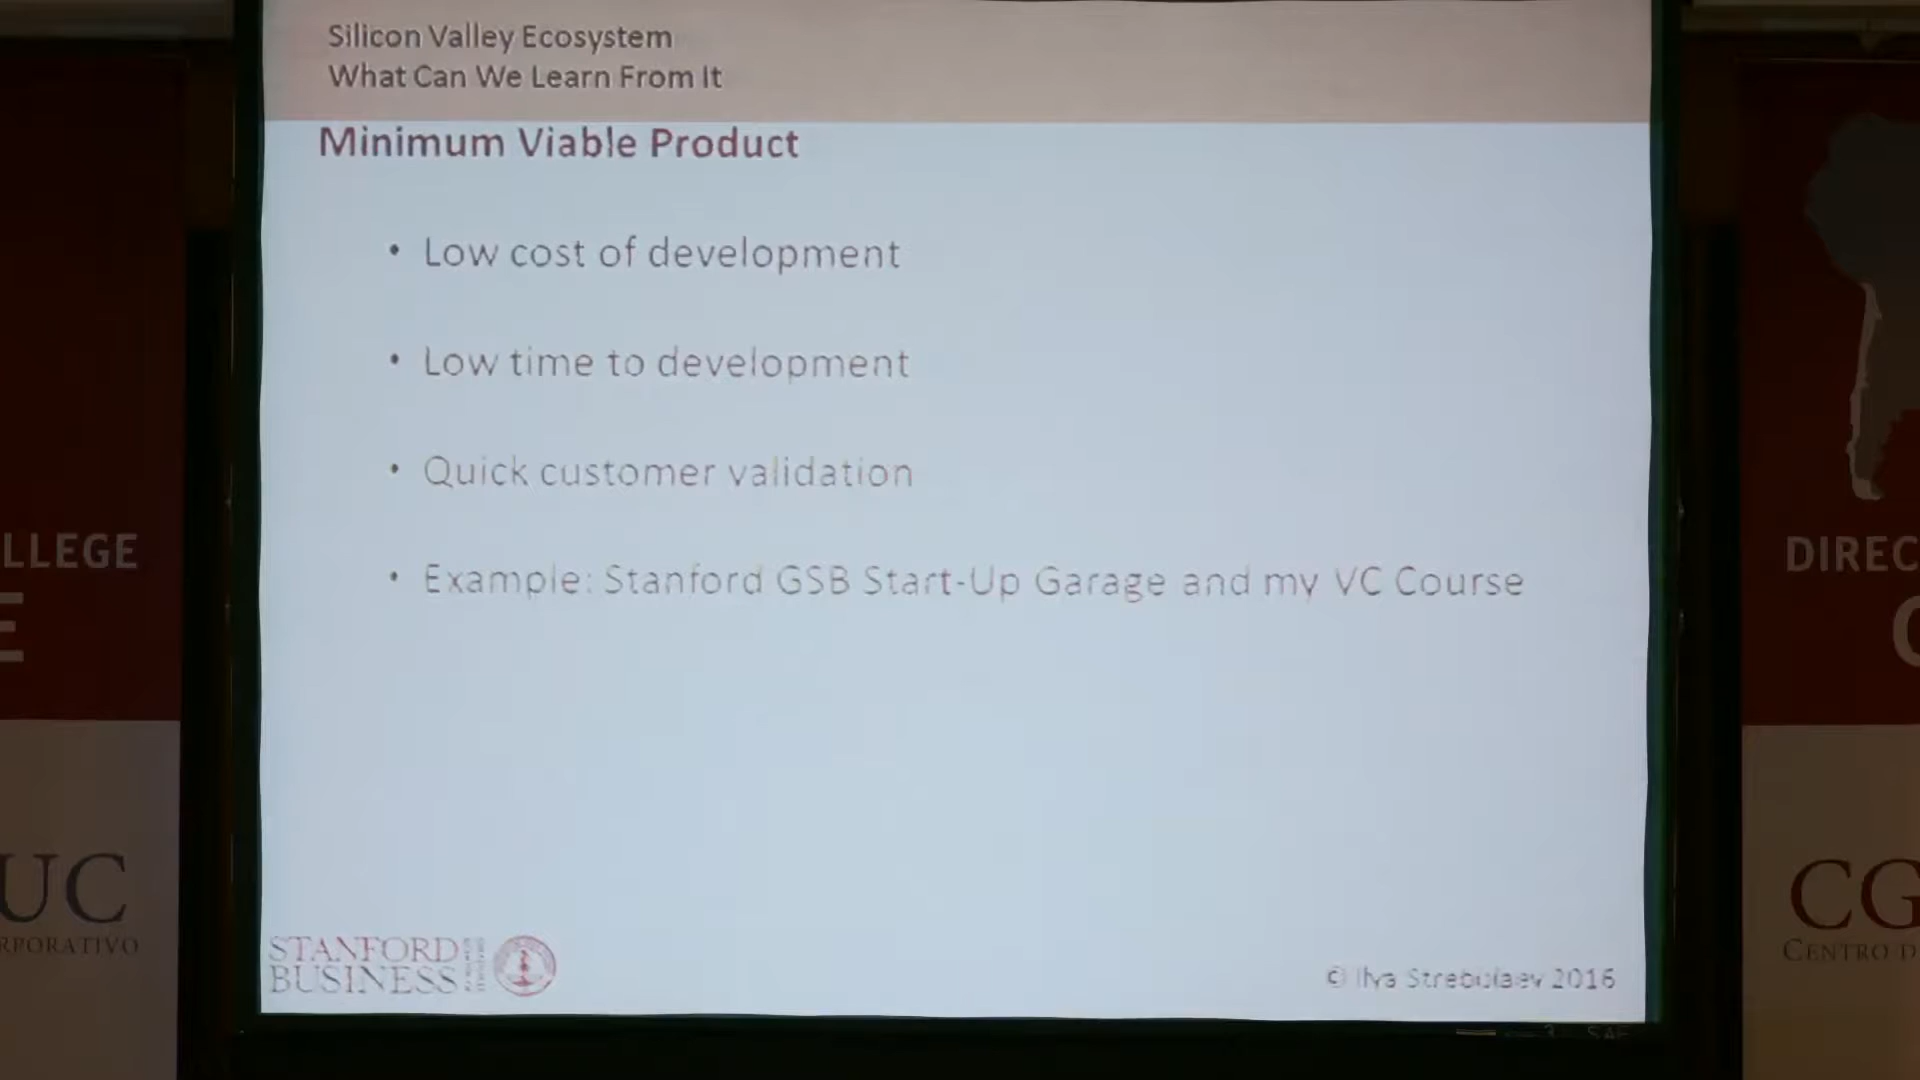 Silicon Valley Ecosystem
What Can We Learn From It
Minimum Viable Product
• Low cost of development
• Low time to development
• Quick customer validation
• Example: Stanford GSB Start-Up Garage and my VC Course
STANFORD
BUSINESS
© Ilya Strebulaev 2016
LLEGE
E
UC
RPORATIVO
DIREC
C
CG
CENTRO D